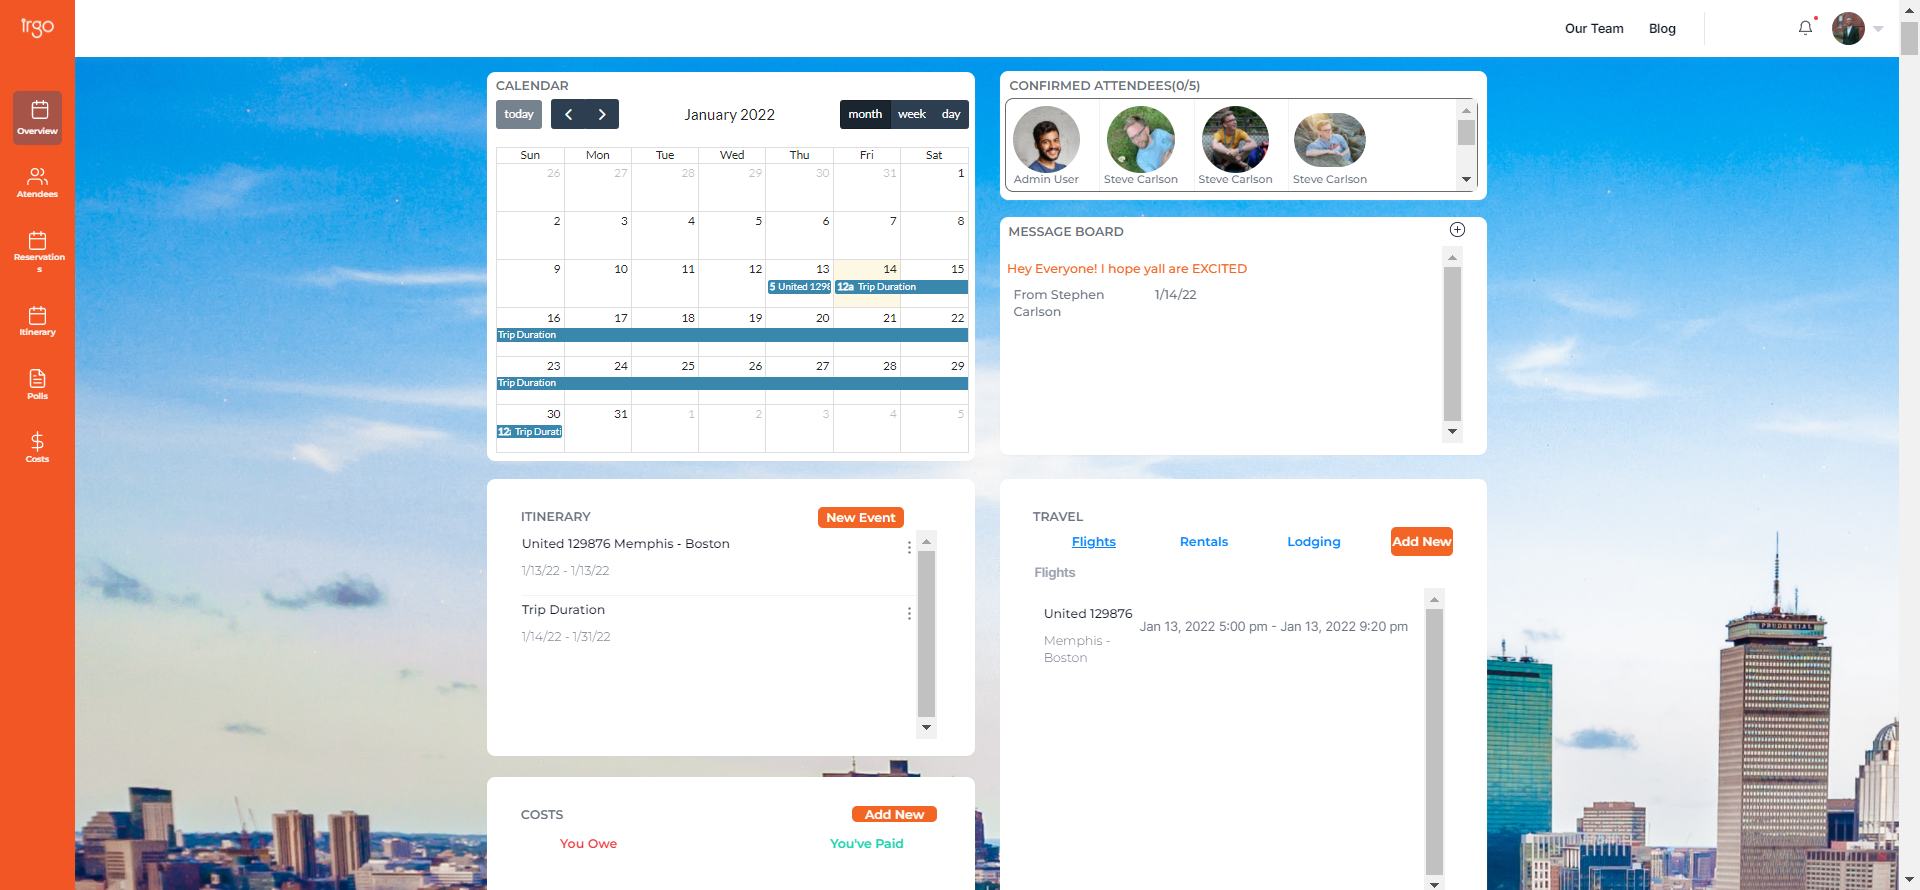 irgo
Our Team
Blog
Overview
Atendees
Reservation
s
Itinerary
Polls
Costs
CALENDAR
today
January 2022
month week day
Sun Mon Tue Wed Thu Fri Sat
26 27 28 29 30 31 1
2 3 4 5 6 7 8
9 10 11 12 13 14 15
5 United 1298
12a Trip Duration
16 17 18 19 20 21 22
Trip Duration
23 24 25 26 27 28 29
Trip Duration
30 31 1 2 3 4 5
12a Trip Durati
CONFIRMED ATTENDEES(0/5)
Admin User
Steve Carlson
Steve Carlson
Steve Carlson
MESSAGE BOARD
Hey Everyone! I hope yall are EXCITED
From Stephen
Carlson
1/14/22
ITINERARY
New Event
United 129876 Memphis - Boston
1/13/22 - 1/13/22
Trip Duration
1/14/22 - 1/31/22
TRAVEL
Flights
Rentals
Lodging
Add New
Flights
United 129876
Memphis -
Boston
Jan 13, 2022 5:00 pm - Jan 13, 2022 9:20 pm
COSTS
Add New
You Owe
You've Paid
PRUDENTIAL